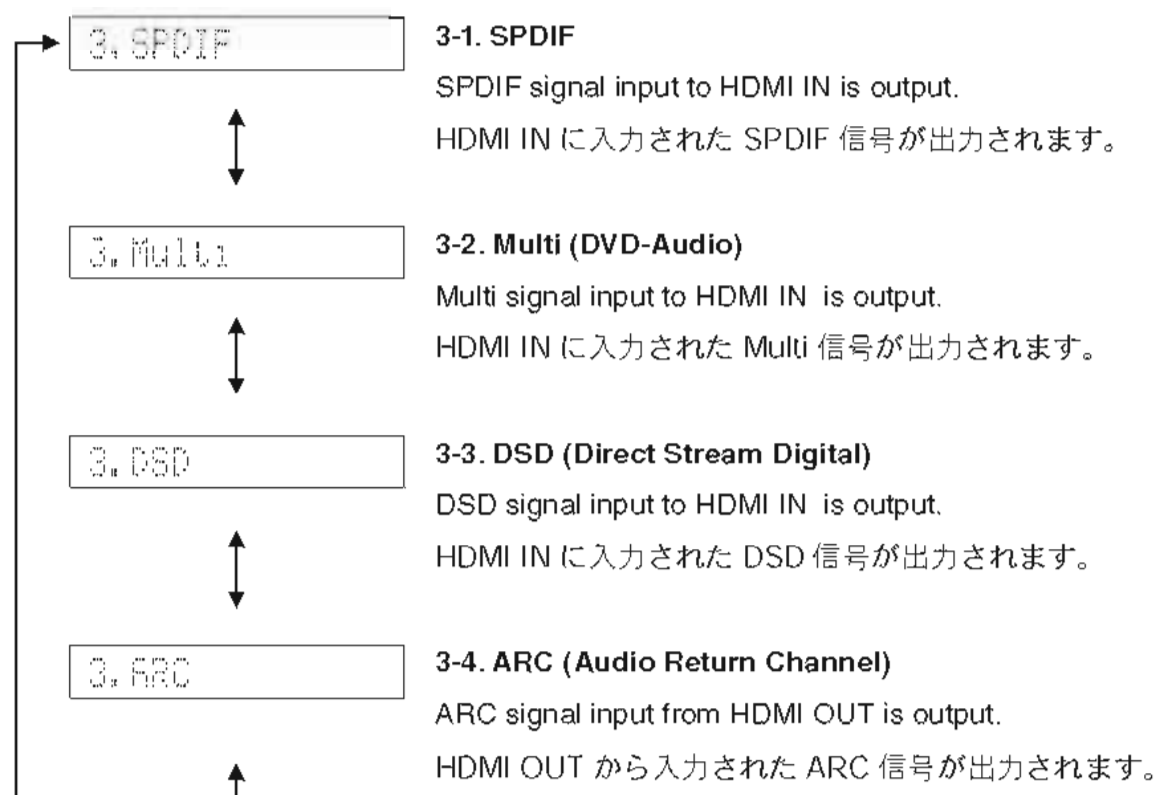 3. SPDIF
3-1. SPDIF
SPDIF signal input to HDMI IN is output.
HDMI IN に入力された SPDIF 信号が出力されます。
3. Multi
3-2. Multi (DVD-Audio)
Multi signal input to HDMI IN is output.
HDMI IN に入力された Multi 信号が出力されます。
3. DSD
3-3. DSD (Direct Stream Digital)
DSD signal input to HDMI IN is output.
HDMI IN に入力された DSD 信号が出力されます。
3. ARC
3-4. ARC (Audio Return Channel)
ARC signal input from HDMI OUT is output.
HDMI OUT から入力された ARC 信号が出力されます。